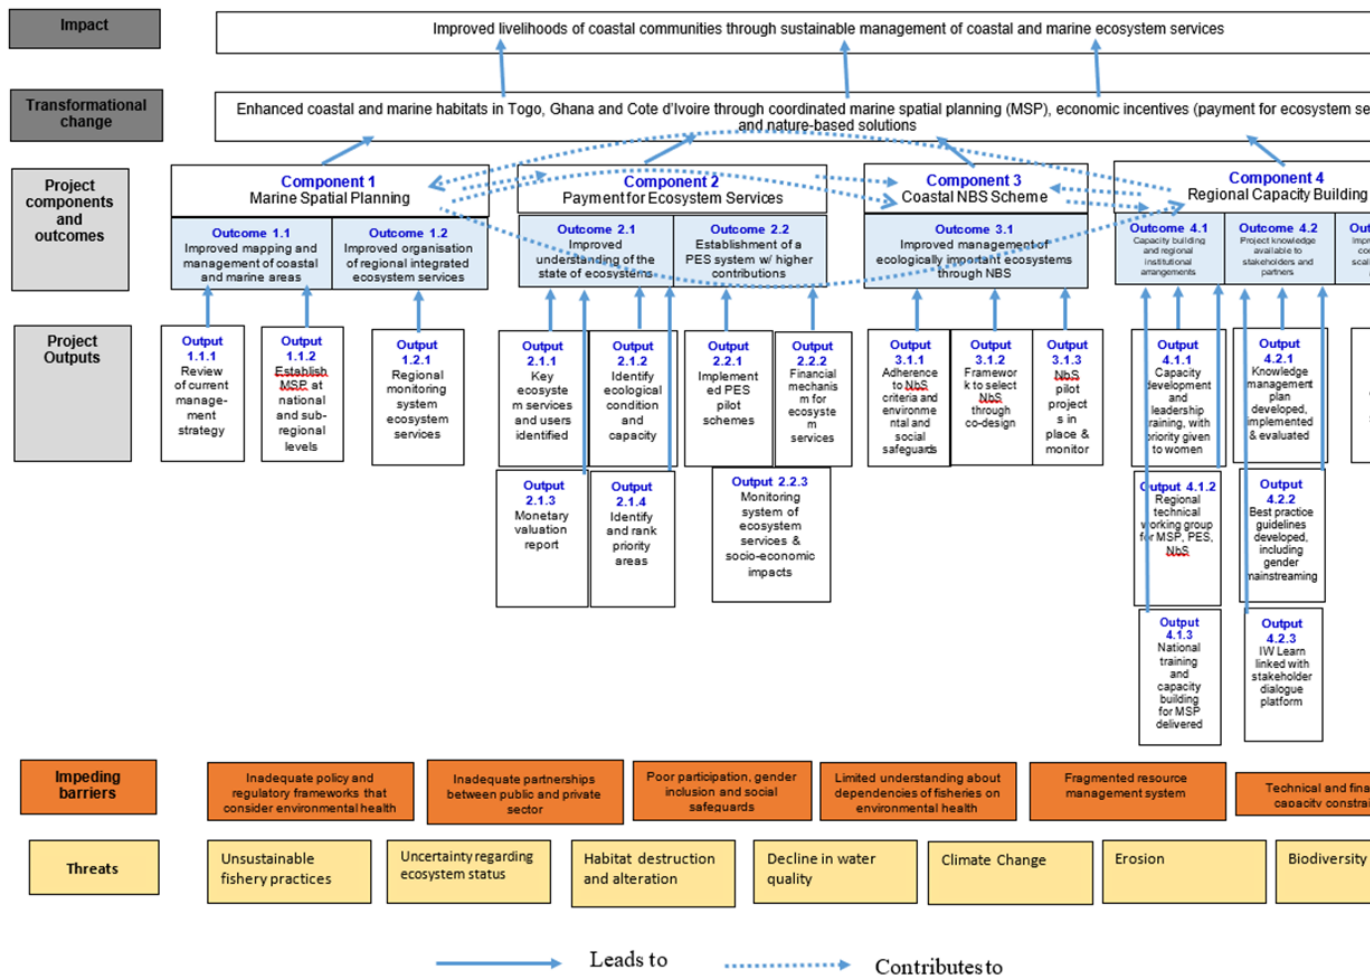 Impact
Improved livelihoods of coastal communities through sustainable management of coastal and marine ecosystem services
Transformational
change
Enhanced coastal and marine habitats in Togo, Ghana and Cote d'Ivoire through coordinated marine spatial planning (MSP), economic incentives (payment for ecosystem se
and nature-based solutions
Project
components
and
outcomes
Component 1
Marine Spatial Planning
Component 2
Payment for Ecosystem Services
Component 3
Coastal NBS Scheme
Component 4
Regional Capacity Building
Outcome 1.1
Improved mapping and
management of coastal
and marine areas
Outcome 1.2
Improved organisation
of regional integrated
ecosystem services
Outcome 2.1
Improved
understanding of the
state of ecosystems
Outcome 2.2
Establishment of a
PES system w/ higher
contributions
Outcome 3.1
Improved management of
ecologically important ecosystems
through NBS
Outcome 4.1
Capacity building
and regional
institutional
arrangements
Outcome 4.2
Project knowledge
available to
stakeholders and
partners
Out
Imp
con
scal
Project
Outputs
Output
1.1.1
Review
of current
manage-
ment
strategy
Output
1.1.2
Establish
MSP at
national
and sub-
regional
levels
Output
1.2.1
Regional
monitoring
system
ecosystem
services
Output
2.1.1
Key
ecosyste
m services
and users
identified
Output
2.1.2
Identify
ecological
condition
and
capacity
Output
2.2.1
Implement
ed PES
pilot
schemes
Output
2.2.2
Financial
mechanis
m for
ecosyste
m
services
Output
3.1.1
Adherence
to NbS
criteria and
environme
ntal and
social
safeguards
Output
3.1.2
Framewor
k to select
NbS
through
co-design
Output
3.1.3
NbS
pilot
project
s in
place &
monitor
Output
4.1.1
Capacity
development
and
leadership
training, with
priority given
to women
Output
4.2.1
Knowledge
management
plan
developed,
implemented
& evaluated
Output
2.1.3
Monetary
valuation
report
Output
2.1.4
Identify
and rank
priority
areas
Output 2.2.3
Monitoring
system of
ecosystem
services &
socio-economic
impacts
Output 4.1.2
Regional
technical
working group
for MSP, PES,
NbS
Output
4.2.2
Best practice
guidelines
developed,
including
gender
mainstreaming
Output
4.1.3
National
training
and
capacity
building
for MSP
delivered
Output
4.2.3
IW Learn
linked with
stakeholder
dialogue
platform
Impeding
barriers
Inadequate policy and
regulatory frameworks that
consider environmental health
Inadequate partnerships
between public and private
sector
Poor participation, gender
inclusion and social
safeguards
Limited understanding about
dependencies of fisheries on
environmental health
Fragmented resource
management system
Technical and fina
capacity constrai
Threats
Unsustainable
fishery practices
Uncertainty regarding
ecosystem status
Habitat destruction
and alteration
Decline in water
quality
Climate Change
Erosion
Biodiversity
Leads to
Contributes to